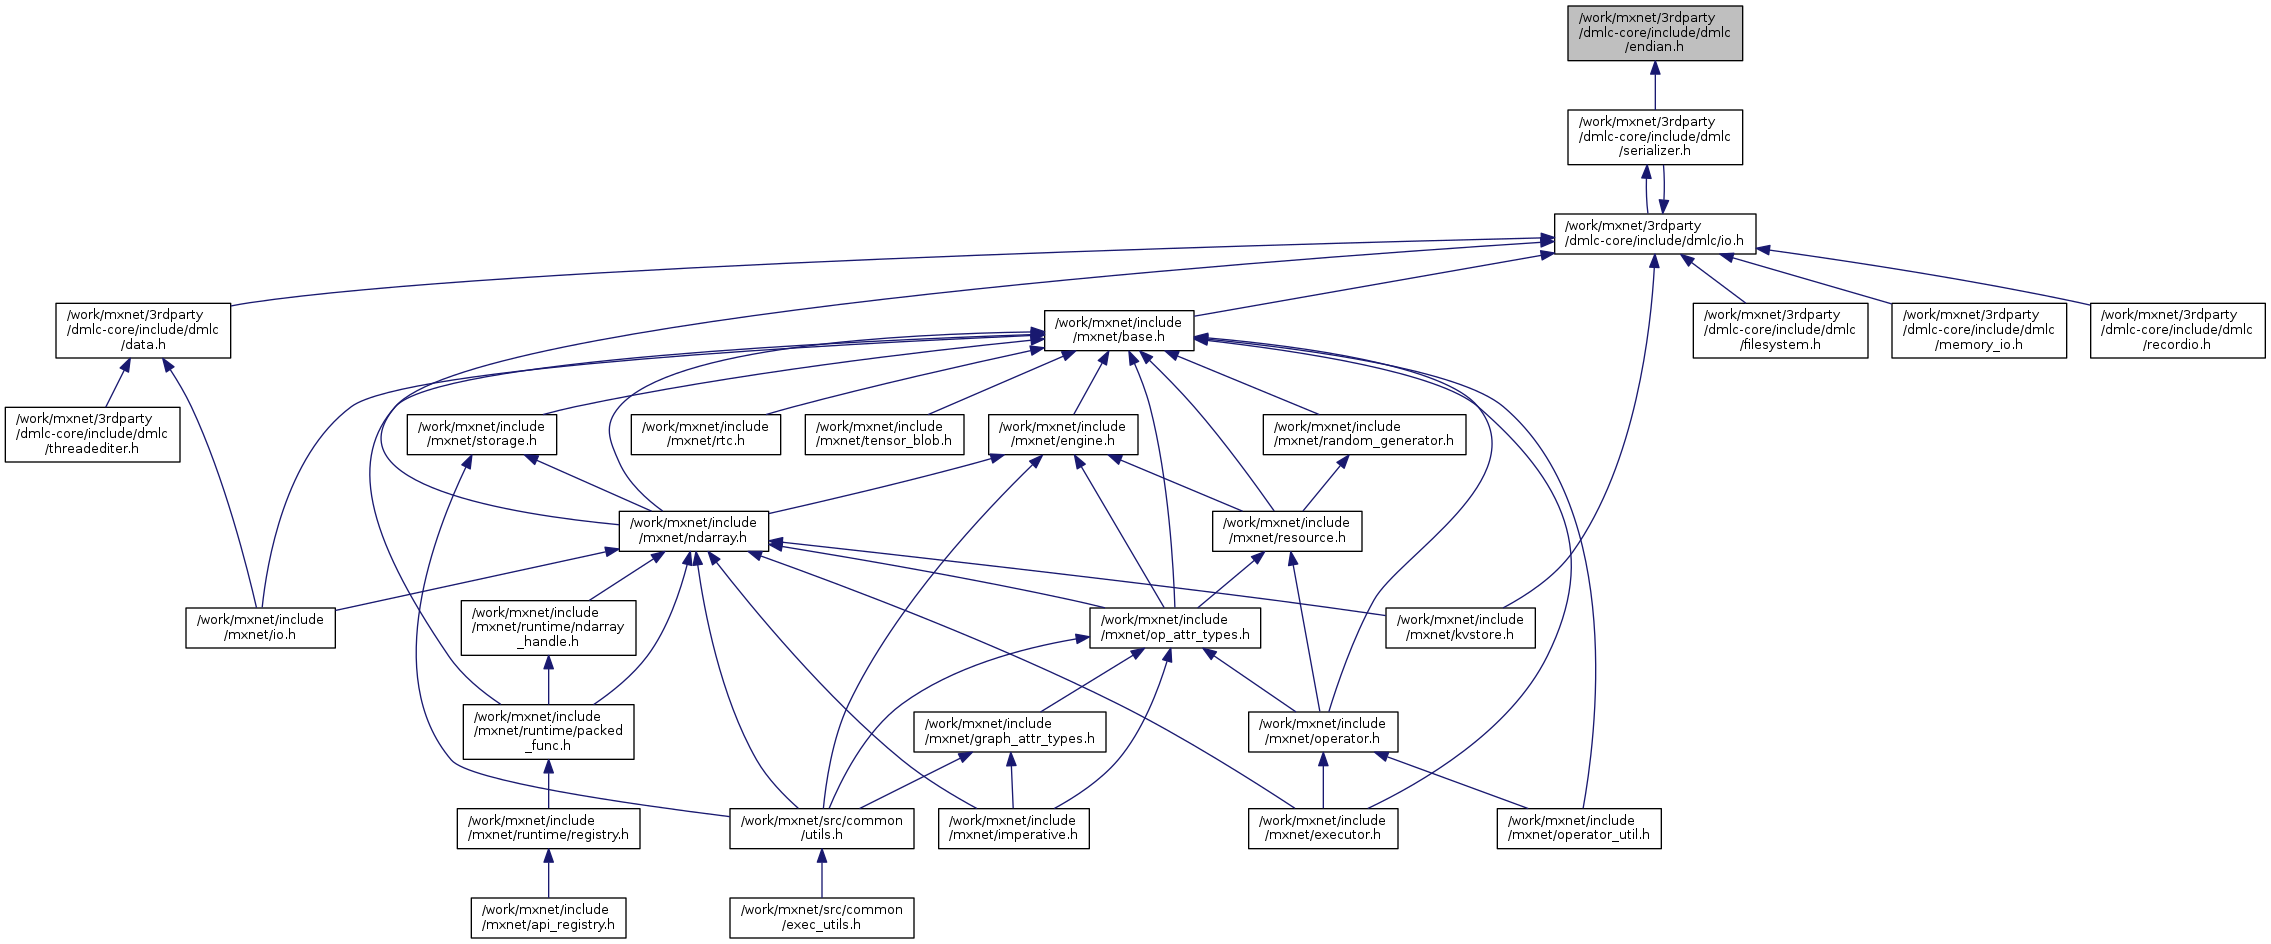 /work/mxnet/3rdparty
/dmlc-core/include/dmlc
/endian.h
/work/mxnet/3rdparty
/dmlc-core/include/dmlc
/serializer.h
/work/mxnet/3rdparty
/dmlc-core/include/dmlc/io.h
/work/mxnet/3rdparty
/dmlc-core/include/dmlc
/data.h
/work/mxnet/include
/mxnet/base.h
/work/mxnet/3rdparty
/dmlc-core/include/dmlc
/filesystem.h
/work/mxnet/3rdparty
/dmlc-core/include/dmlc
/memory_io.h
/work/mxnet/3rdparty
/dmlc-core/include/dmlc
/recordio.h
/work/mxnet/3rdparty
/dmlc-core/include/dmlc
/threadediter.h
/work/mxnet/include
/mxnet/storage.h
/work/mxnet/include
/mxnet/rtc.h
/work/mxnet/include
/mxnet/tensor_blob.h
/work/mxnet/include
/mxnet/engine.h
/work/mxnet/include
/mxnet/random_generator.h
/work/mxnet/include
/mxnet/ndarray.h
/work/mxnet/include
/mxnet/resource.h
/work/mxnet/include
/mxnet/io.h
/work/mxnet/include
/mxnet/runtime/ndarray
_handle.h
/work/mxnet/include
/mxnet/op_attr_types.h
/work/mxnet/include
/mxnet/kvstore.h
/work/mxnet/include
/mxnet/runtime/packed
_func.h
/work/mxnet/include
/mxnet/graph_attr_types.h
/work/mxnet/include
/mxnet/operator.h
/work/mxnet/include
/mxnet/runtime/registry.h
/work/mxnet/src/common
/utils.h
/work/mxnet/include
/mxnet/imperative.h
/work/mxnet/include
/mxnet/executor.h
/work/mxnet/include
/mxnet/operator_util.h
/work/mxnet/include
/mxnet/api_registry.h
/work/mxnet/src/common
/exec_utils.h